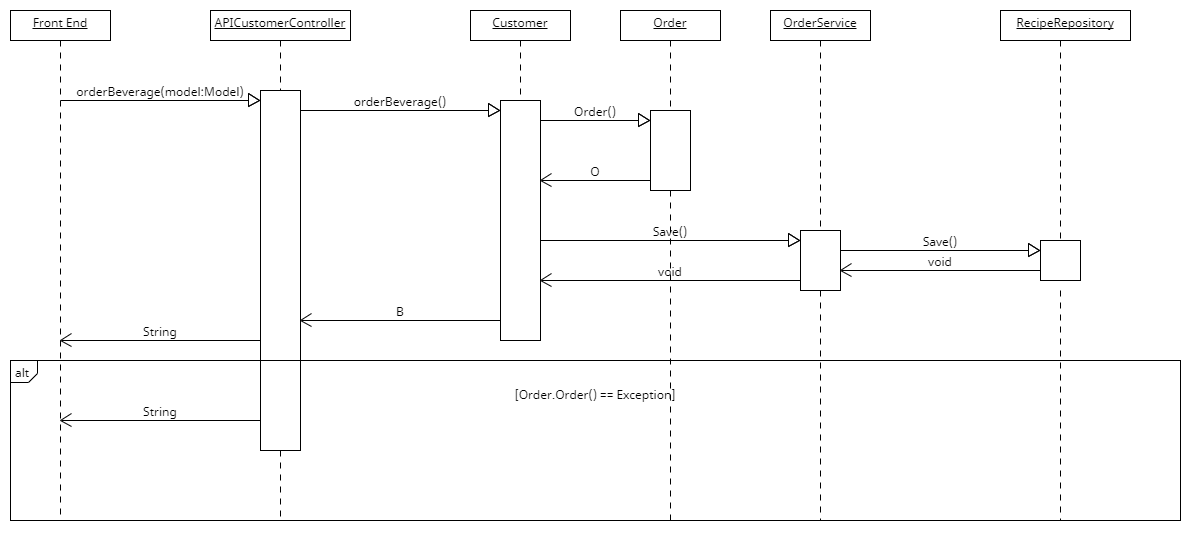 Front End
APICustomerController
Customer
Order
OrderService
RecipeRepository
orderBeverage(model:Model)
orderBeverage()
Order()
O
Save()
Save()
void
void
B
String
alt
[Order.Order() == Exception]
String